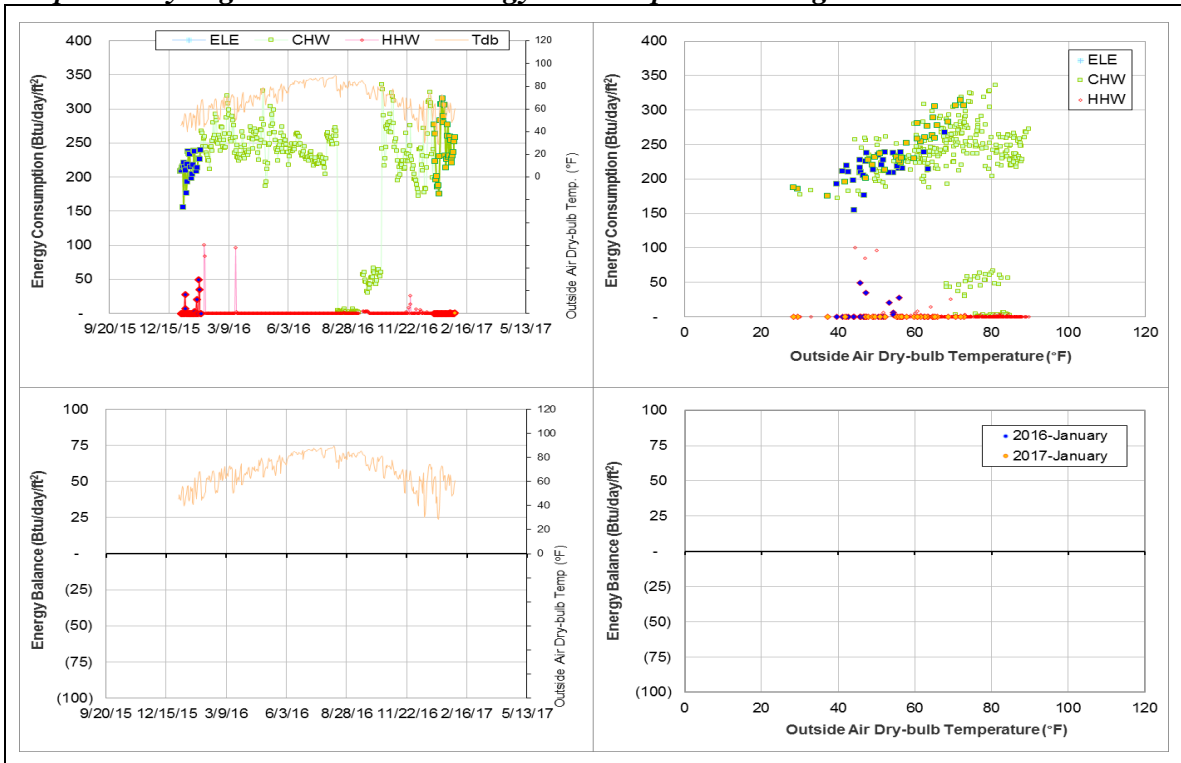 ELE CHW HHW Tdb
Energy Consumption (Btu/day/ft²)
400
350
300
250
200
150
100
50
-
120
100
80
60
40
20
0
Outside Air Dry-bulb Temp. (°F)
9/20/15 12/15/15 3/9/16 6/3/16 8/28/16 11/22/16 2/16/17 5/13/17
ELE
CHW
HHW
Energy Consumption (Btu/day/ft²)
400
350
300
250
200
150
100
50
-
0 20 40 60 80 100 120
Outside Air Dry-bulb Temperature (°F)
Energy Balance (Btu/day/ft²)
100
75
50
25
-
(25)
(50)
(75)
(100)
120
100
80
60
40
20
0
Outside Air Dry-bulb Temp (°F)
9/20/15 12/15/15 3/9/16 6/3/16 8/28/16 11/22/16 2/16/17 5/13/17
2016-January
2017-January
Energy Balance (Btu/day/ft²)
100
75
50
25
-
(25)
(50)
(75)
(100)
0 20 40 60 80 100 120
Outside Air Dry-bulb Temperature (°F)